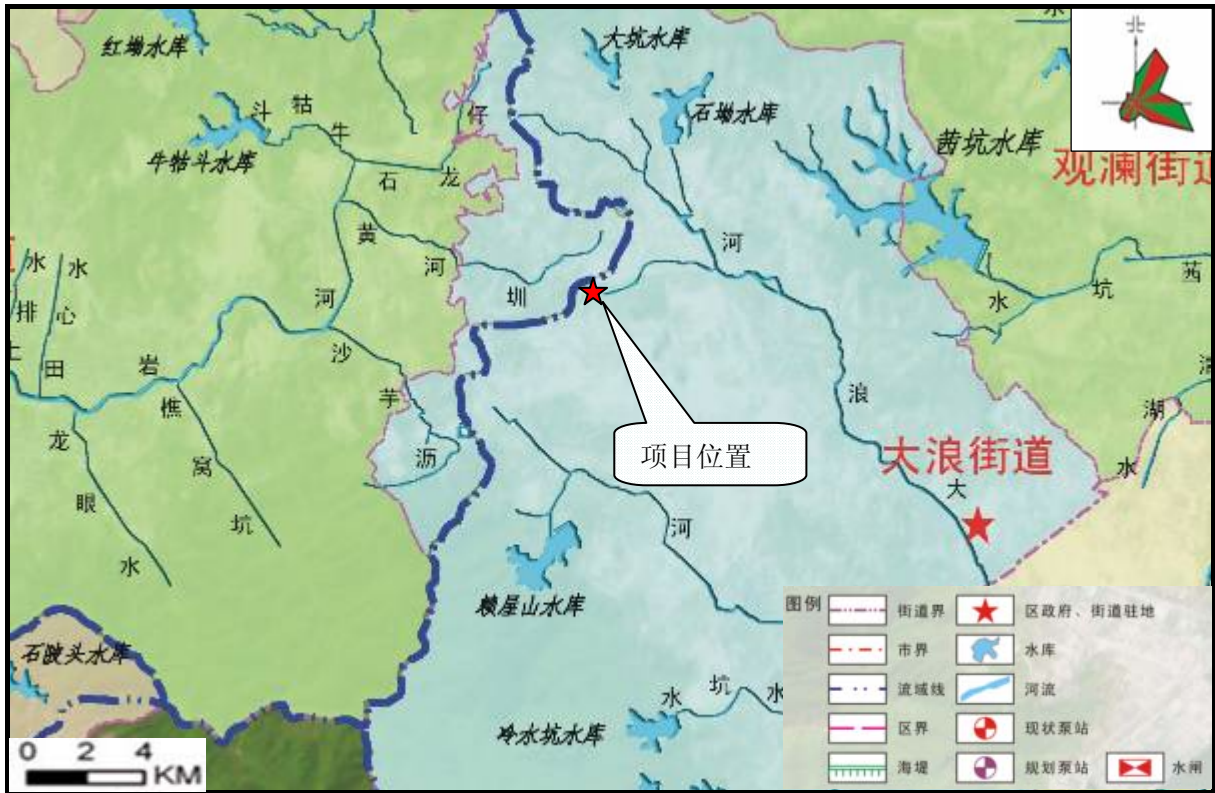 红坳水库
大坑水库
石坳水库
茜坑水库
观澜街道
牛牯斗水库
斗
牯
牛
仔
龙
石
黄
河
圳
河
水
坑
茜
水
排
水
心
田
河
沙
岩
樵
窝
坑
芋
沥
龙
眼
水
项目位置
浪
大浪街道
大
湖
水
河
赖屋山水库
石陂头水库
水
坑
水
冷水坑水库
0 2 4
KM
图例
街道界
区政府、街道驻地
市界
水库
流域线
河流
区界
现状泵站
海堤
规划泵站
水闸